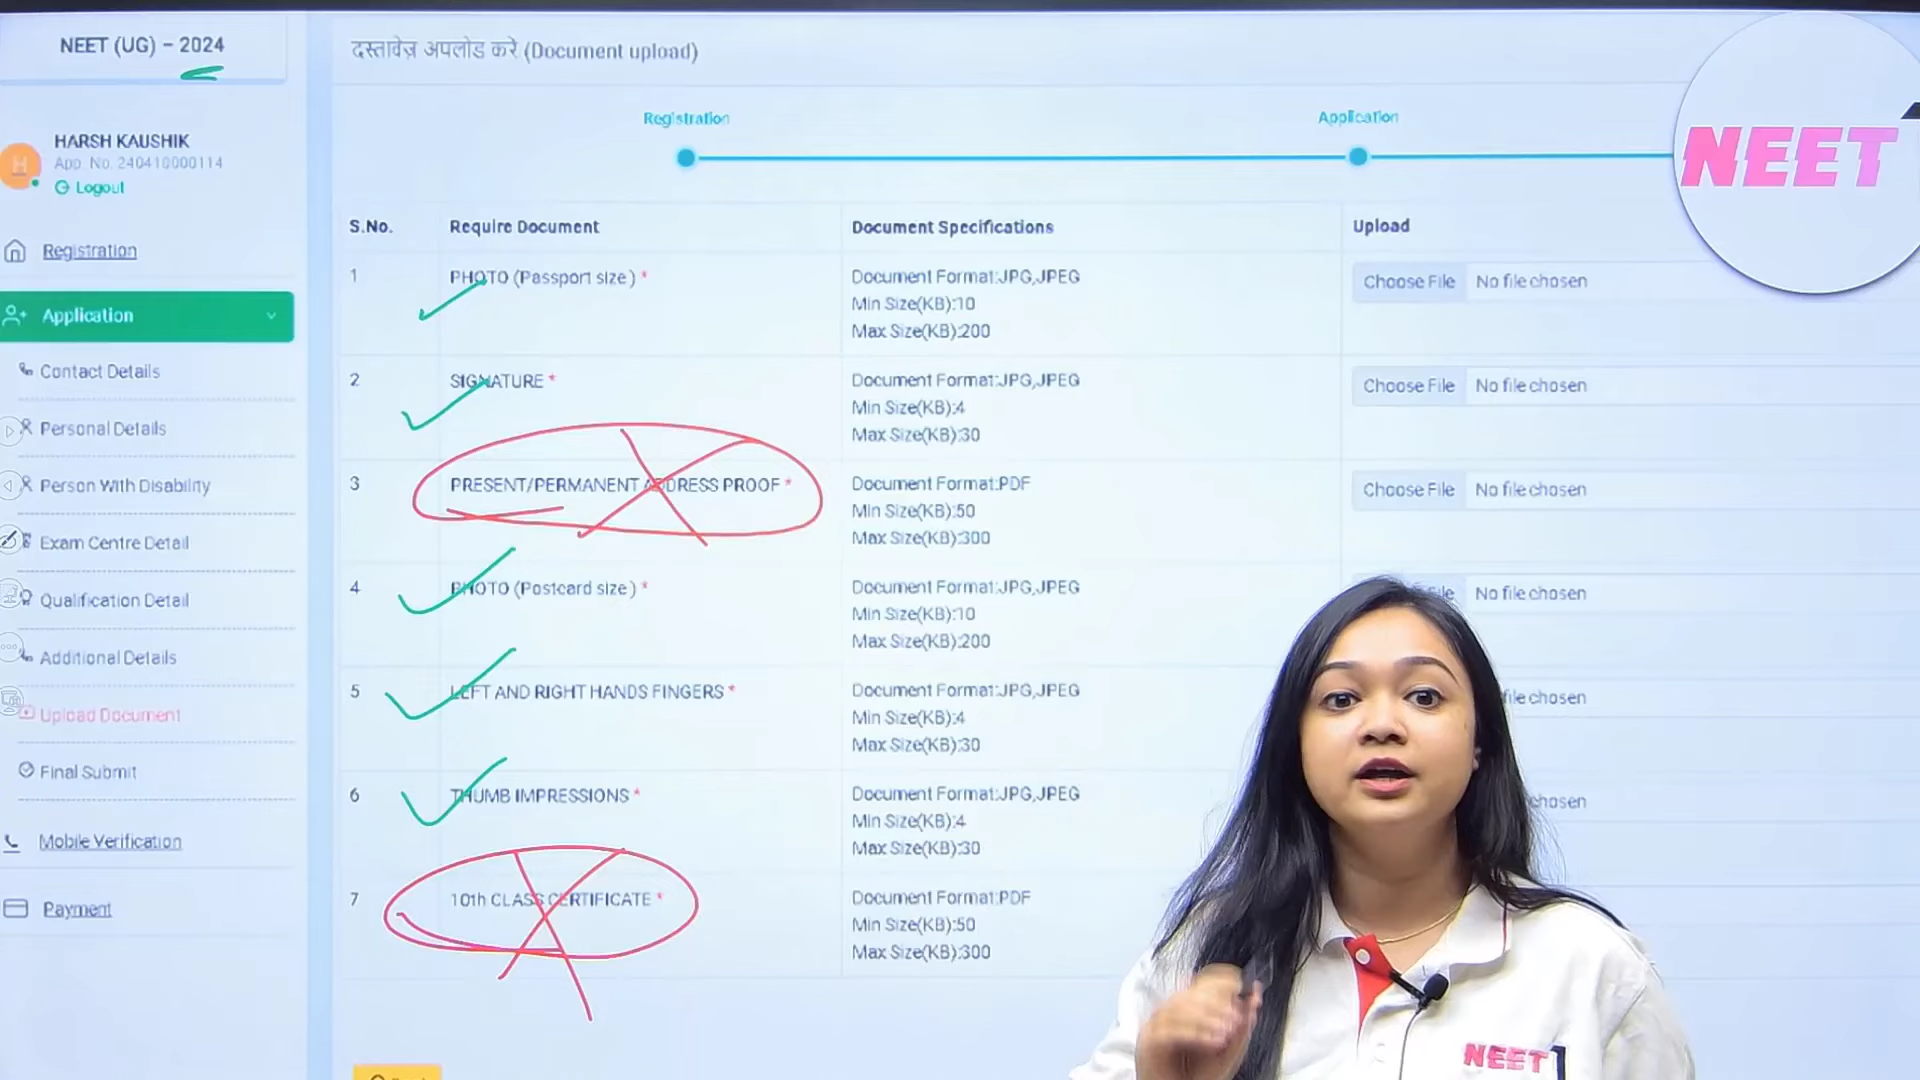 NEET (UG) – 2024
HARSH KAUSHIK
App. No. 240410000114
Logout
Registration
Application
Contact Details
Personal Details
Person With Disability
Exam Centre Detail
Qualification Detail
Additional Details
Upload Document
Final Submit
Mobile Verification
Payment
दस्तावेज़ अपलोड करे (Document upload)
Registration
Application
NEET
S.No. Require Document Document Specifications Upload
1 PHOTO (Passport size) * Document Format:JPG,JPEG Choose File No file chosen
Min Size(KB):10
Max Size(KB):200
2 SIGNATURE * Document Format:JPG,JPEG Choose File No file chosen
Min Size(KB):4
Max Size(KB):30
3 PRESENT/PERMANENT ADDRESS PROOF * Document Format:PDF Choose File No file chosen
Min Size(KB):50
Max Size(KB):300
4 PHOTO (Postcard size) * Document Format:JPG,JPEG File No file chosen
Min Size(KB):10
Max Size(KB):200
5 LEFT AND RIGHT HANDS FINGERS * Document Format:JPG,JPEG file chosen
Min Size(KB):4
Max Size(KB):30
6 THUMB IMPRESSIONS * Document Format:JPG,JPEG chosen
Min Size(KB):4
Max Size(KB):30
7 10th CLASS CERTIFICATE * Document Format:PDF
Min Size(KB):50
Max Size(KB):300
NEET